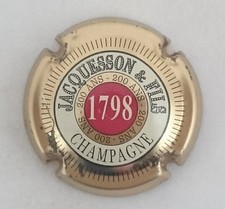 JACQUESSON & FILS
200 ANS - 200 ANS - 200 ANS - 200 ANS -
1798
CHAMPAGNE